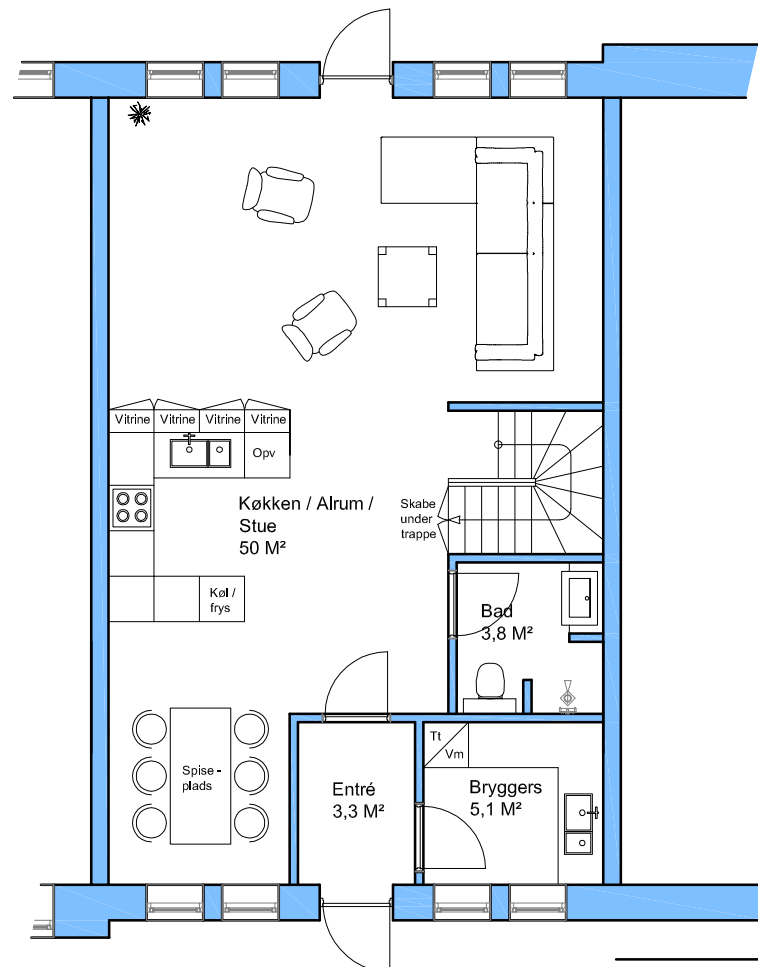 Vitrine Vitrine Vitrine Vitrine
Opv
Køkken / Alrum /
Stue
50 M²
Skabe
under
trappe
Køl /
frys
Bad
3,8 M²
Tt
Vm
Spise -
plads
Entré
3,3 M²
Bryggers
5,1 M²